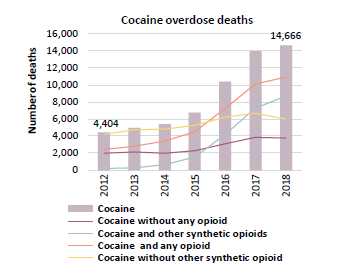 Cocaine overdose deaths
14,666
16,000
14,000
12,000
10,000
8,000
6,000
4,000
2,000
0
Number of deaths
4,404
2012
2013
2014
2015
2016
2017
2018
Cocaine
Cocaine without any opioid
Cocaine and other synthetic opioids
Cocaine and any opioid
Cocaine without other synthetic opioid